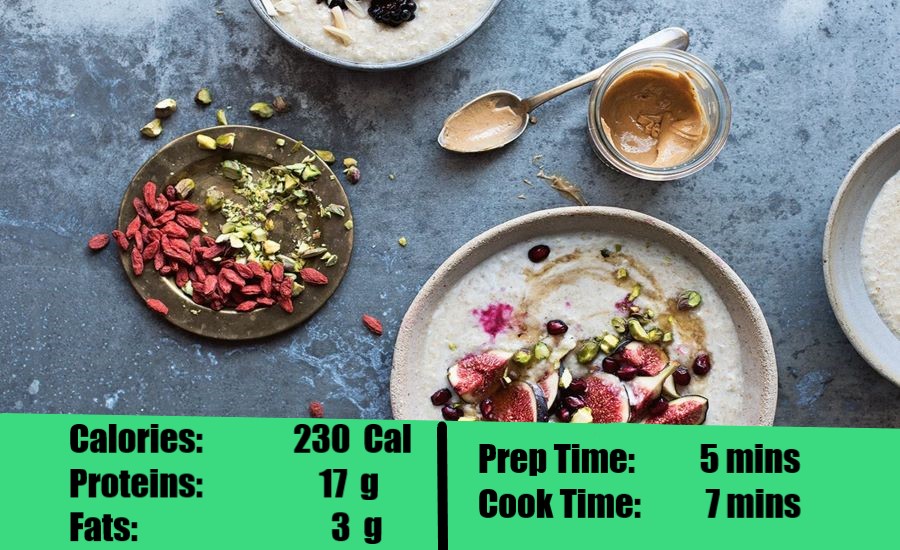 Calories: 230 Cal
Proteins: 17 g
Fats: 3 g
Prep Time: 5 mins
Cook Time: 7 mins